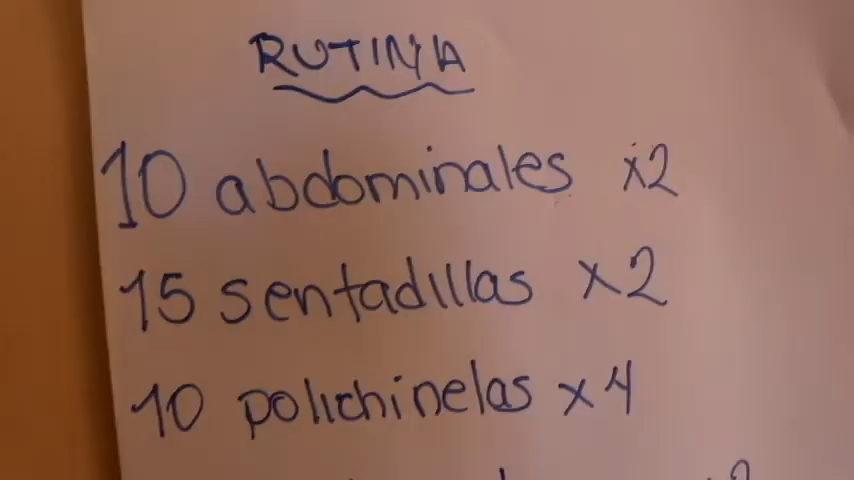 RUTINA
10 abdominales x2
15 sentadillas x2
10 polichinelas x4